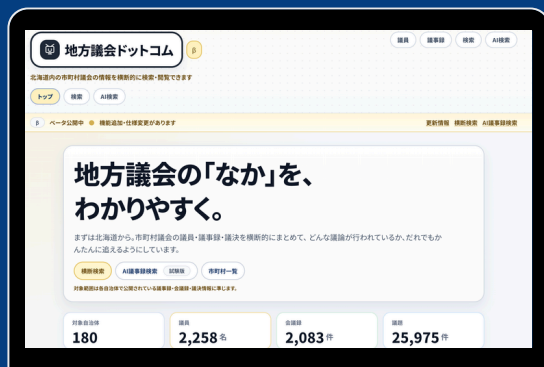 地方議会ドットコム β
議員 議事録 検索 AI検索
北海道内の市町村議会の情報を横断的に検索・閲覧できます
トップ 検索 AI検索
β ベータ公開中 機能追加・仕様変更があります 更新情報 横断検索 AI議事録検索
地方議会の「なか」を、
わかりやすく。
まずは北海道から。市町村議会の議員・議事録・議決を横断的にまとめて、どんな議論が行われているか、だれでもか
んたんに追えるようにしています。
横断検索 AI議事録検索 試験版 市町村一覧
対象範囲は各自治体で公開されている議事録・会議録・議決情報に準じます。
対象自治体 議員 会議録 議題
180 2,258名 2,083件 25,975件